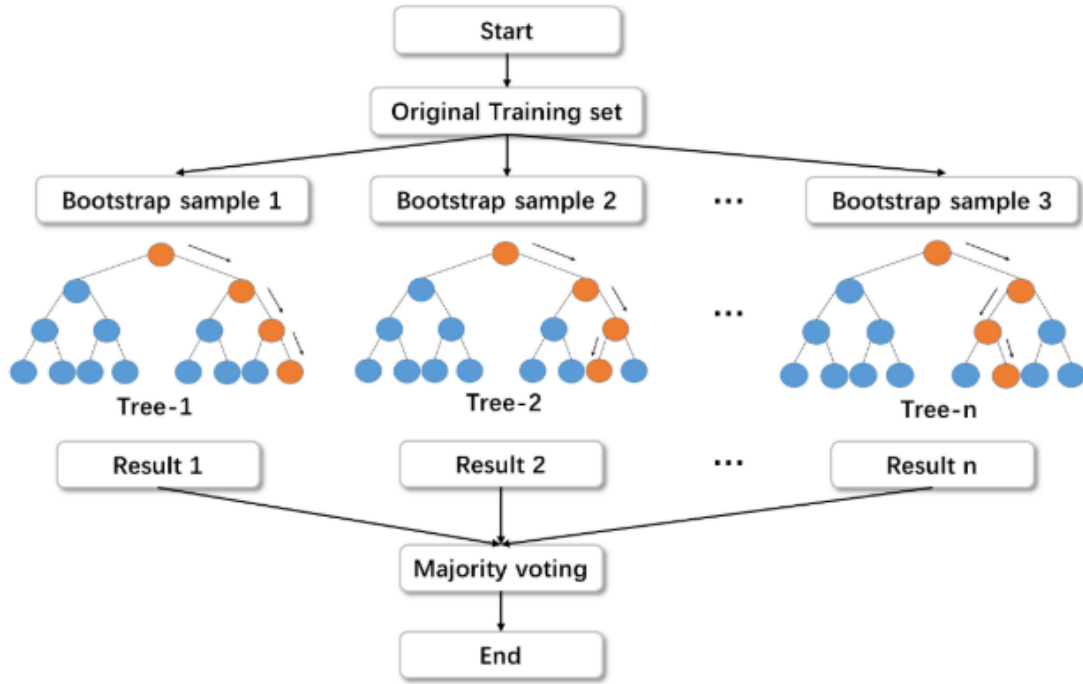 Start
Original Training set
Bootstrap sample 1
Bootstrap sample 2
...
Bootstrap sample 3
...
Tree-1
Tree-2
Tree-n
Result 1
Result 2
...
Result n
Majority voting
End